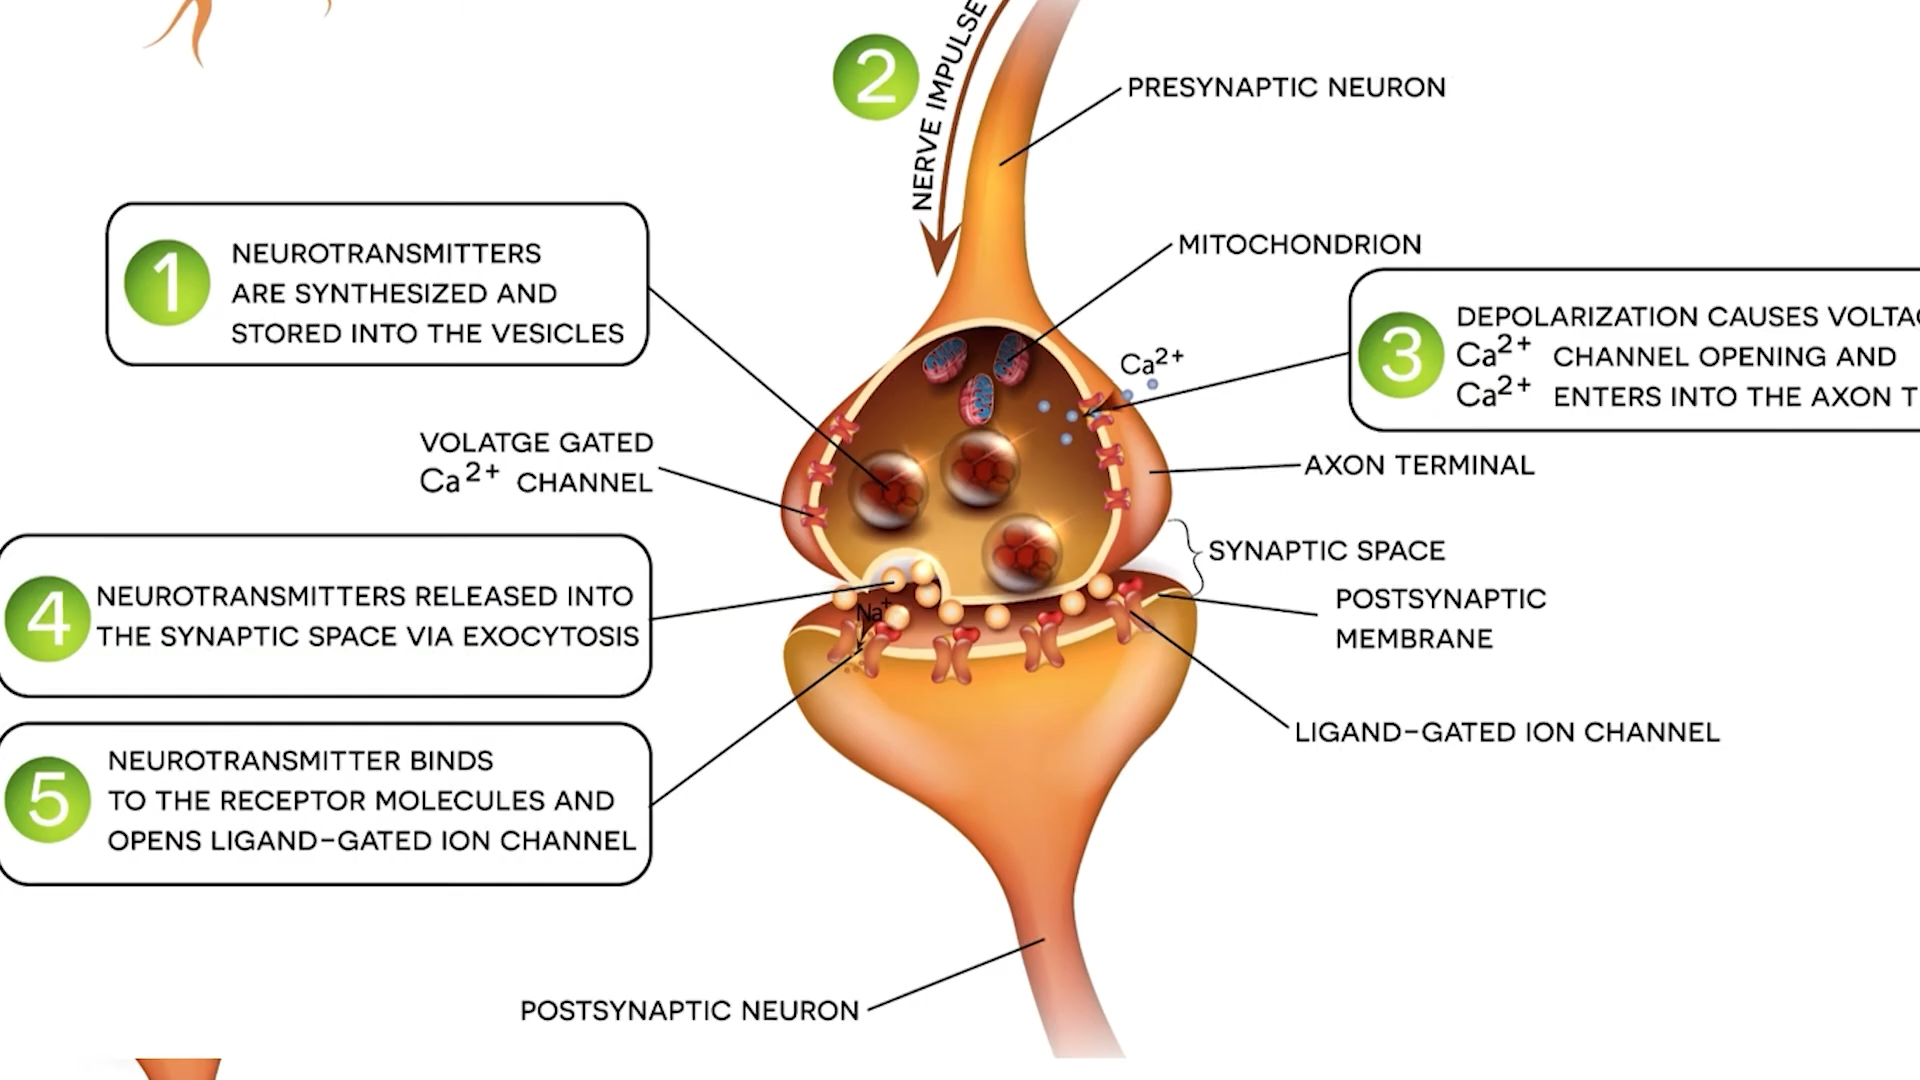 2
NERVE IMPULSE
PRESYNAPTIC NEURON
MITOCHONDRION
1
NEUROTRANSMITTERS
ARE SYNTHESIZED AND
STORED INTO THE VESICLES
3
DEPOLARIZATION CAUSES
Ca2+ CHANNEL OPENING AND
Ca2+ ENTERS INTO THE AXON
Ca2+
VOLATGE GATED
Ca2+ CHANNEL
AXON TERMINAL
SYNAPTIC SPACE
POSTSYNAPTIC
MEMBRANE
4
NEUROTRANSMITTERS RELEASED INTO
THE SYNAPTIC SPACE VIA EXOCYTOSIS
Na+
LIGAND-GATED ION CHANNEL
5
NEUROTRANSMITTER BINDS
TO THE RECEPTOR MOLECULES AND
OPENS LIGAND-GATED ION CHANNEL
POSTSYNAPTIC NEURON